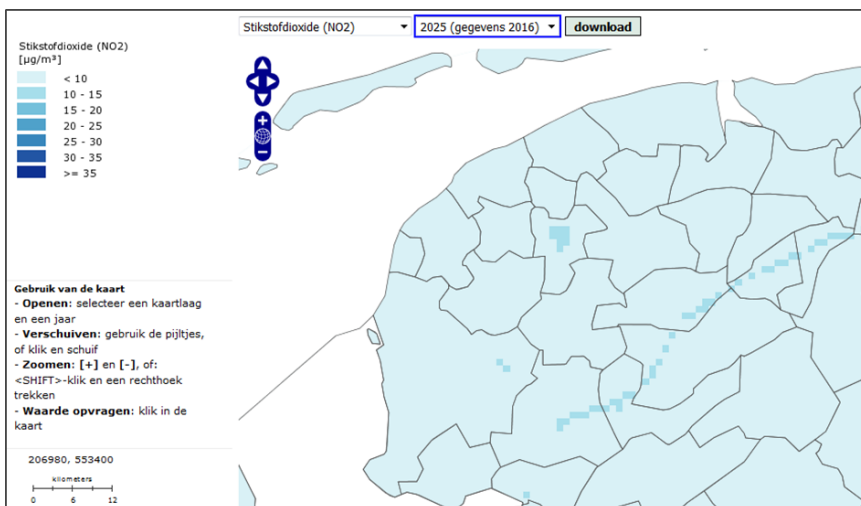 Stikstofdioxide (NO2)
2025 (gegevens 2016)
download
Stikstofdioxide (NO2)
[µg/m³]
< 10
10 - 15
15 - 20
20 - 25
25 - 30
30 - 35
>= 35
Gebruik van de kaart
- Openen: selecteer een kaartlaag
en een jaar
- Verschuiven: gebruik de pijltjes,
of klik en schuif
- Zoomen: [+] en [-], of:
<SHIFT>-klik en een rechthoek
trekken
- Waarde opvragen: klik in de
kaart
206980, 553400
kilometers
0 6 12